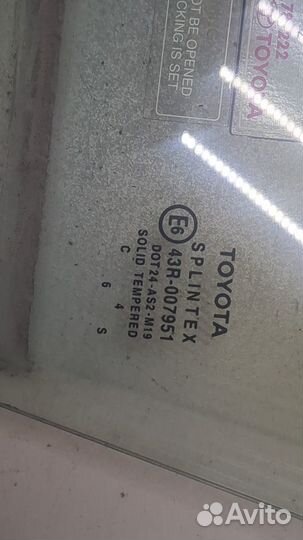 OT BE OPENED
CKING IS SET
222
TOYOTA
TOYOTA
SPLINTEX
E6 43R-007951
DOT24-AS2-M19
SOLID TEMPERED
C 6 4 S
Avito